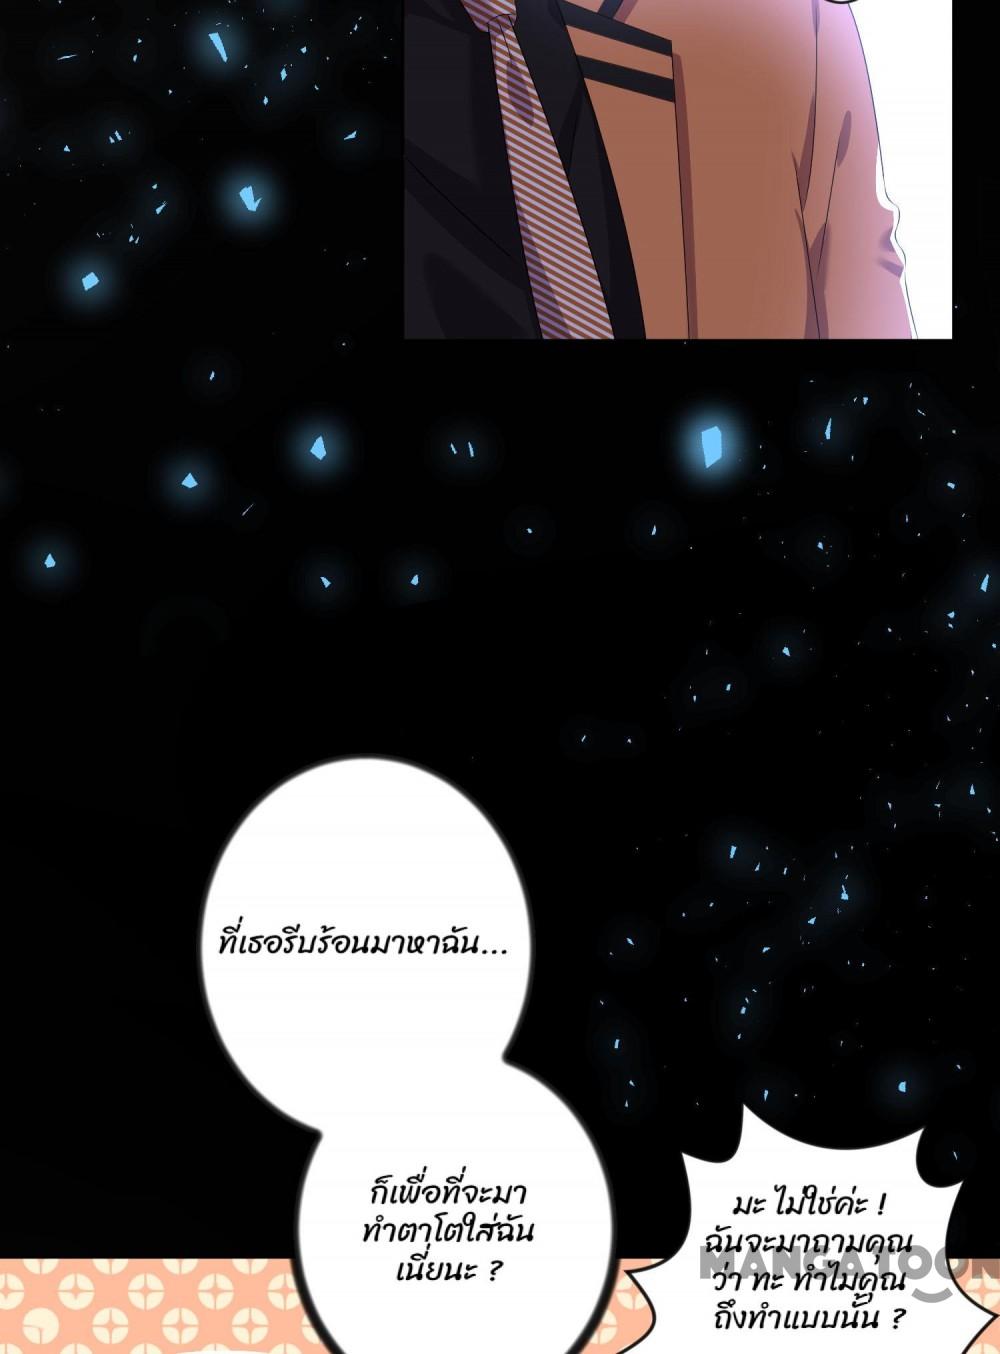 ที่เธอรีบร้อนมาหาฉัน...
ก็เพื่อที่จะมา
ทำตาโตใส่ฉัน
เนี่ยนะ ?
มะ ไม่ใช่ค่ะ !
ฉันจะมาถามคุณ
ว่า ทะ ทำไมคุณ
ถึงทำแบบนั้น ?
MANGATOON